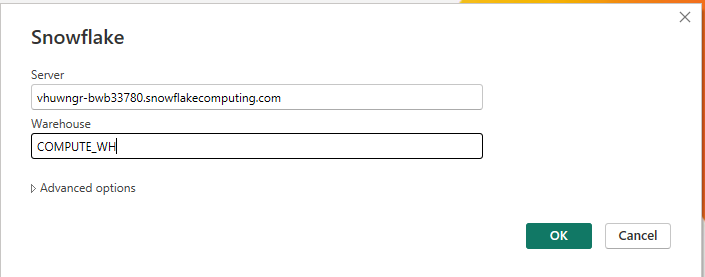 Snowflake
Server
vhuwngr-bwb33780.snowflakecomputing.com
Warehouse
COMPUTE_WH
Advanced options
OK
Cancel